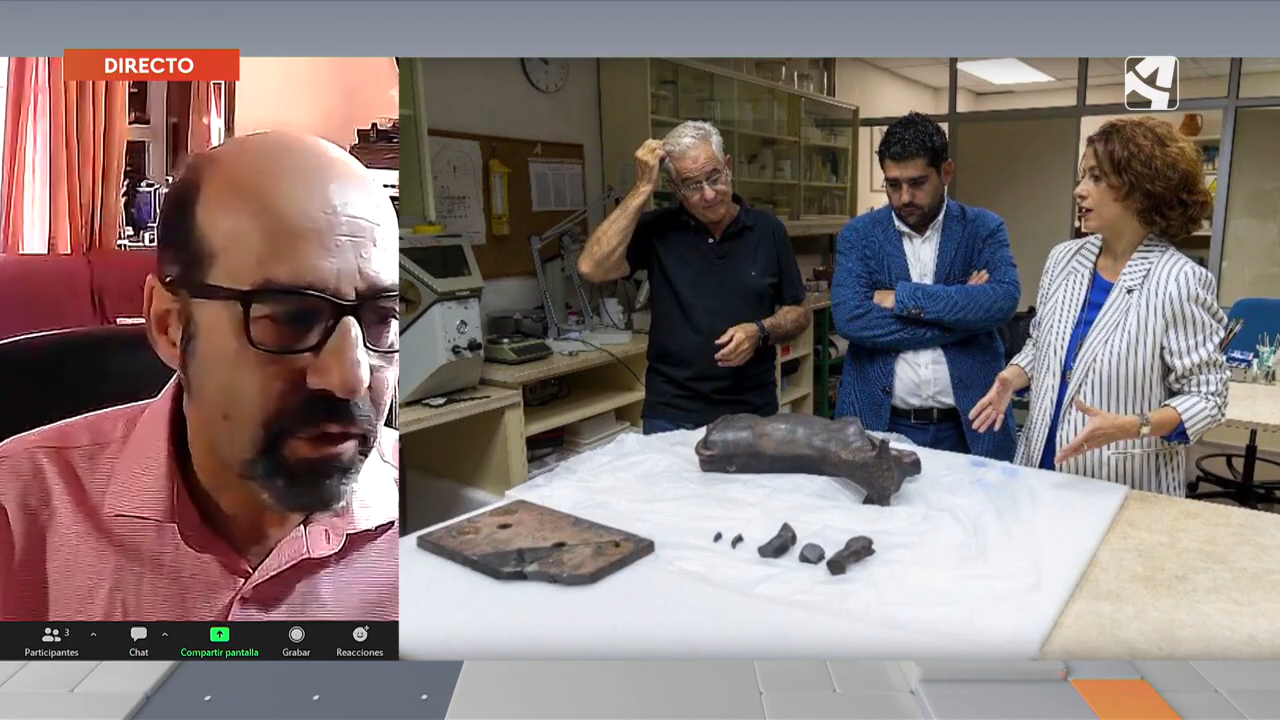 DIRECTO
3
Participantes
Chat
Compartir pantalla
Grabar
Reacciones